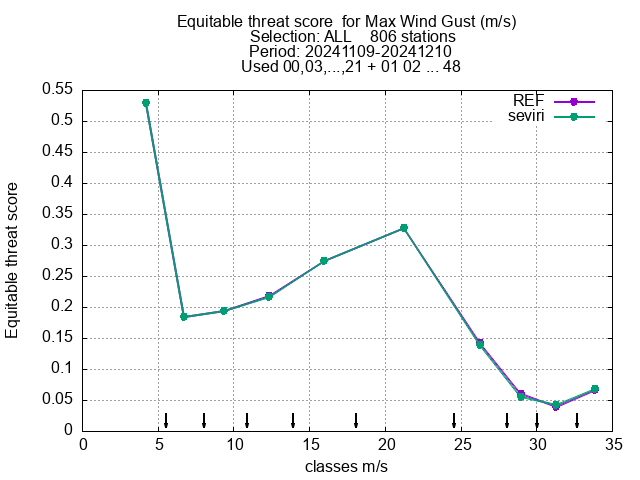 Equitable threat score  for Max Wind Gust (m/s)
Selection: ALL    806 stations
Period: 20241109-20241210
Used 00,03,...,21 + 01 02 ... 48
REF
seviri
Equitable threat score
0.55
0.5
0.45
0.4
0.35
0.3
0.25
0.2
0.15
0.1
0.05
0
0 5 10 15 20 25 30 35
classes m/s